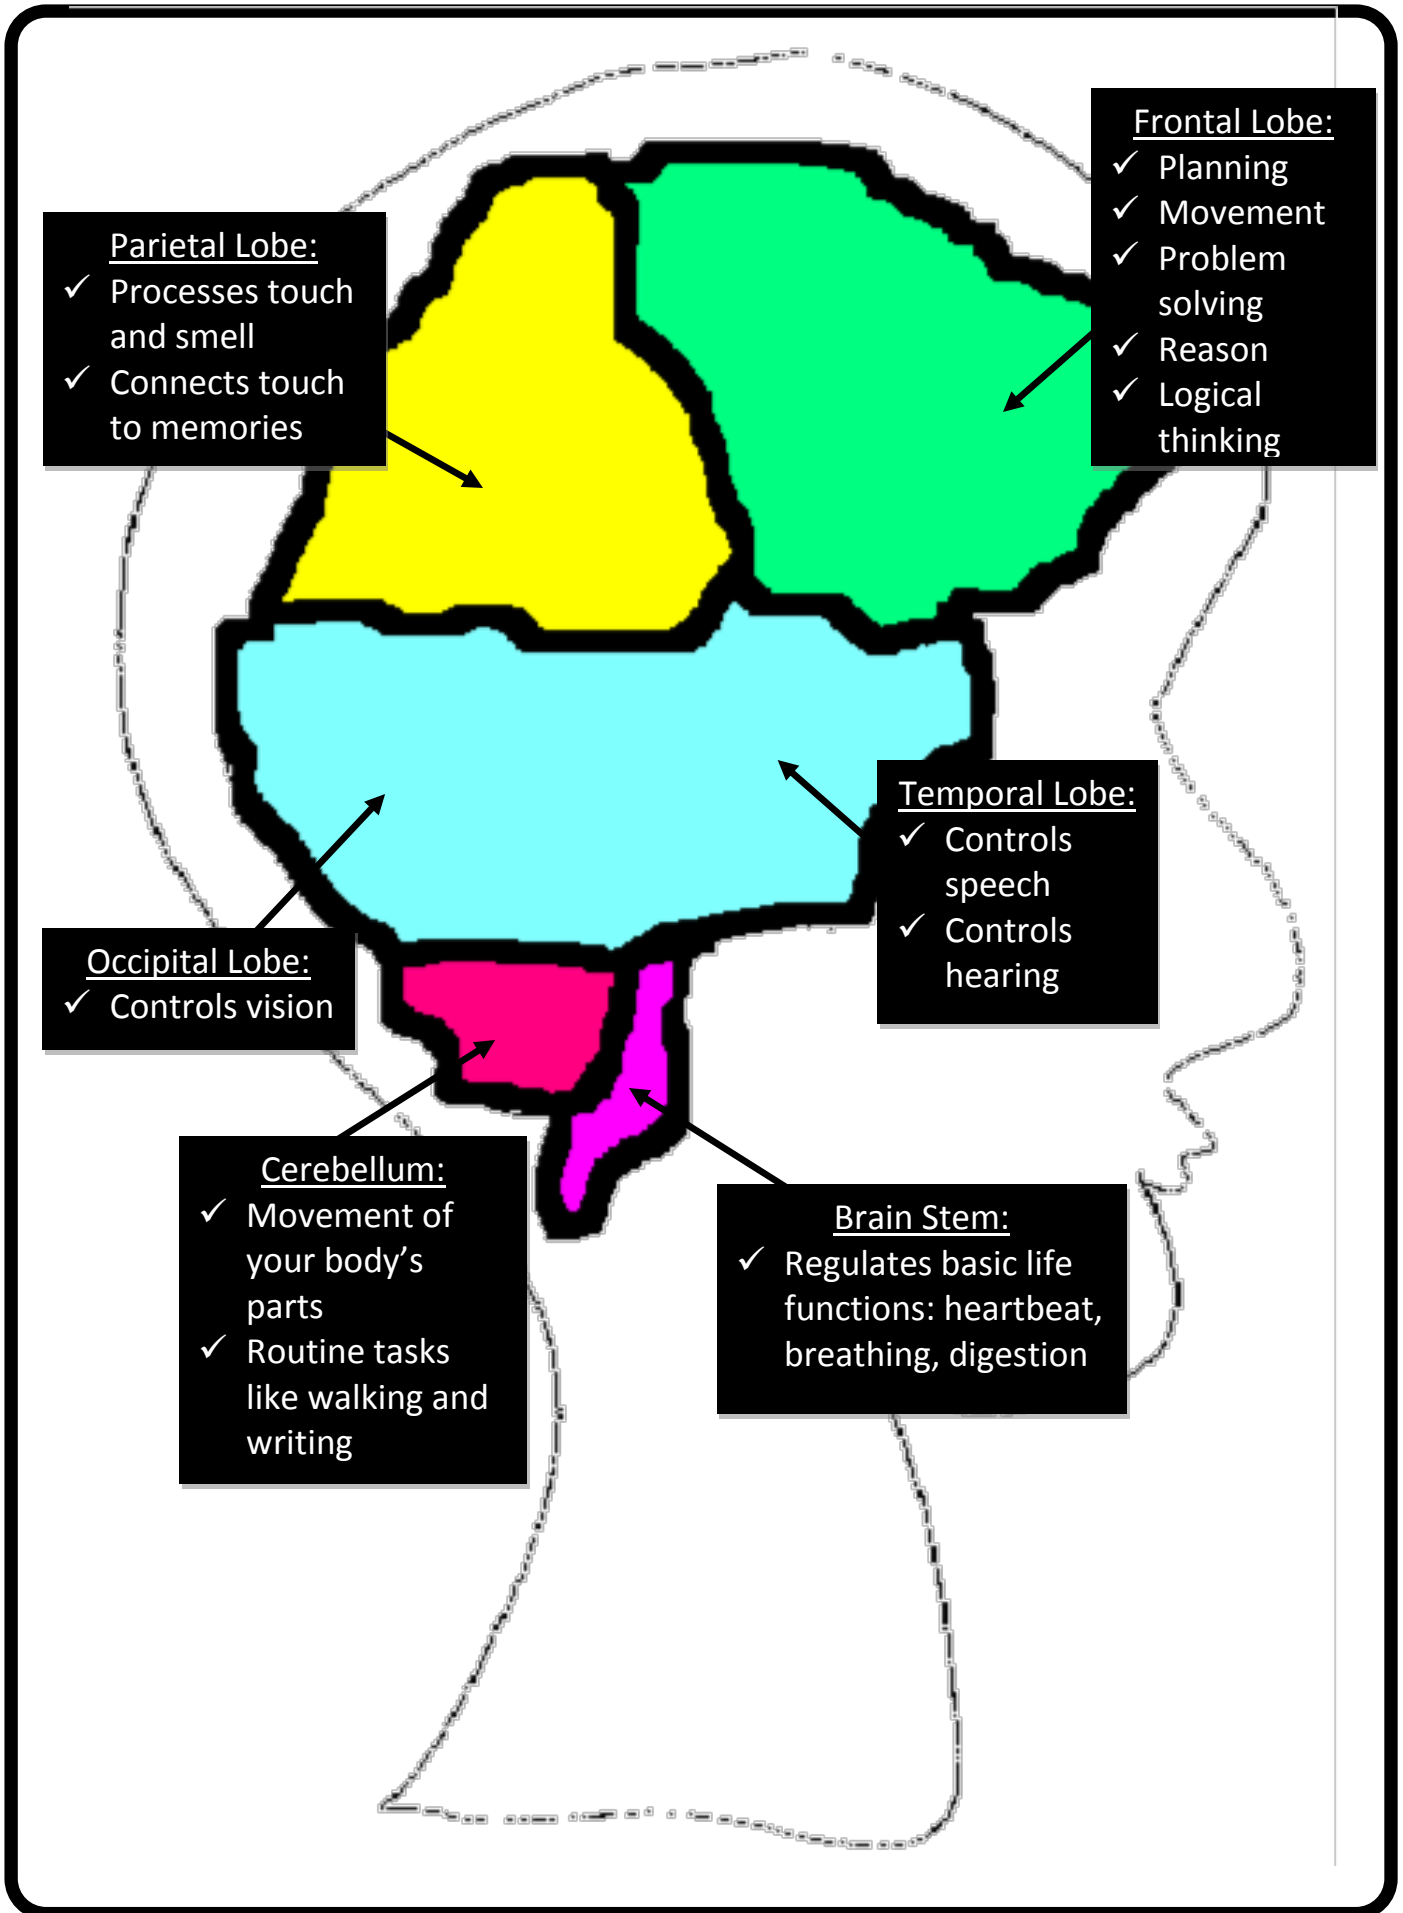 Frontal Lobe:
✓ Planning
✓ Movement
✓ Problem
solving
✓ Reason
✓ Logical
thinking
Parietal Lobe:
✓ Processes touch
and smell
✓ Connects touch
to memories
Temporal Lobe:
✓ Controls
speech
✓ Controls
hearing
Occipital Lobe:
✓ Controls vision
Cerebellum:
✓ Movement of
your body’s
parts
✓ Routine tasks
like walking and
writing
Brain Stem:
✓ Regulates basic life
functions: heartbeat,
breathing, digestion